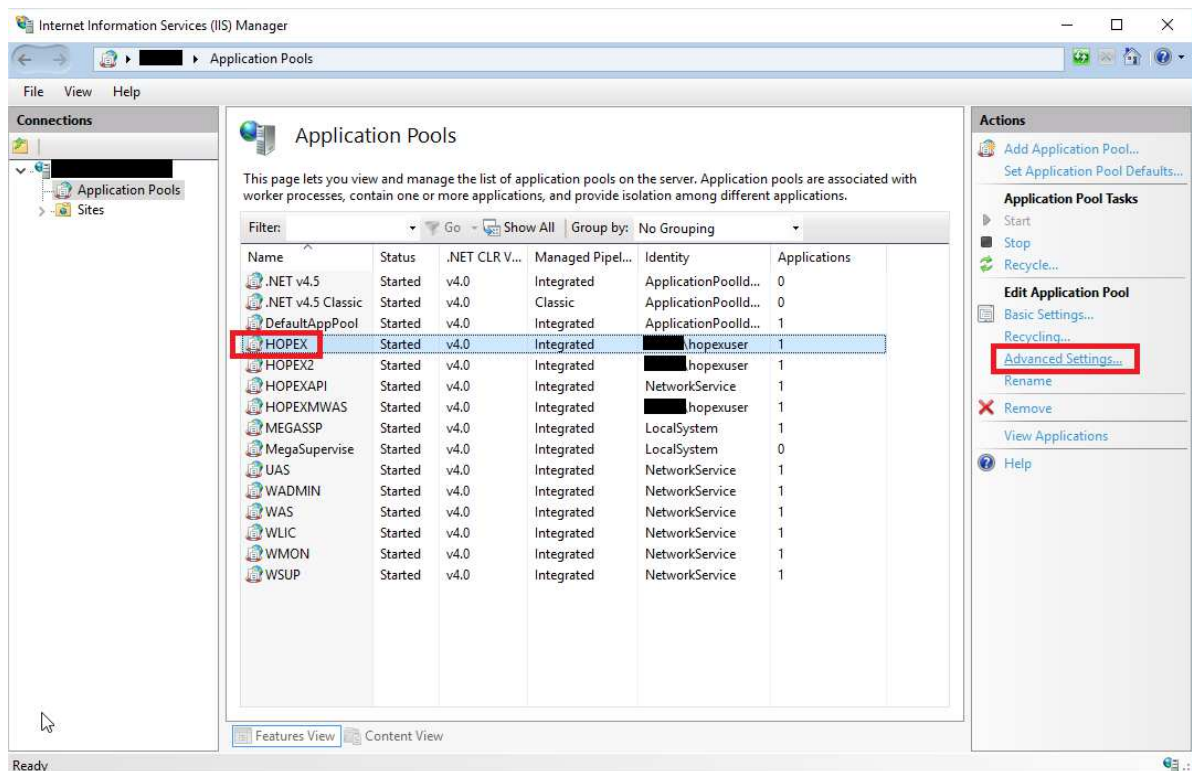 Internet Information Services (IIS) Manager
Application Pools
File View Help
Connections
Application Pools
Sites
Application Pools
This page lets you view and manage the list of application pools on the server. Application pools are associated with
worker processes, contain one or more applications, and provide isolation among different applications.
Filter: Go Show All Group by: No Grouping
Name Status .NET CLR V... Managed Pipel... Identity Applications
.NET v4.5 Started v4.0 Integrated ApplicationPoolId... 0
.NET v4.5 Classic Started v4.0 Classic ApplicationPoolId... 0
DefaultAppPool Started v4.0 Integrated ApplicationPoolId... 1
HOPEX Started v4.0 Integrated \hopexuser 1
HOPEX2 Started v4.0 Integrated \hopexuser 1
HOPEXAPI Started v4.0 Integrated NetworkService 1
HOPEXMWAS Started v4.0 Integrated \hopexuser 1
MEGASSP Started v4.0 Integrated LocalSystem 1
MegaSupervise Started v4.0 Integrated LocalSystem 0
UAS Started v4.0 Integrated NetworkService 1
WADMIN Started v4.0 Integrated NetworkService 1
WAS Started v4.0 Integrated NetworkService 1
WLIC Started v4.0 Integrated NetworkService 1
WMON Started v4.0 Integrated NetworkService 1
WSUP Started v4.0 Integrated NetworkService 1
Features View Content View
Actions
Add Application Pool...
Set Application Pool Defaults...
Application Pool Tasks
Start
Stop
Recycle...
Edit Application Pool
Basic Settings...
Recycling...
Advanced Settings...
Rename
Remove
View Applications
Help
Ready